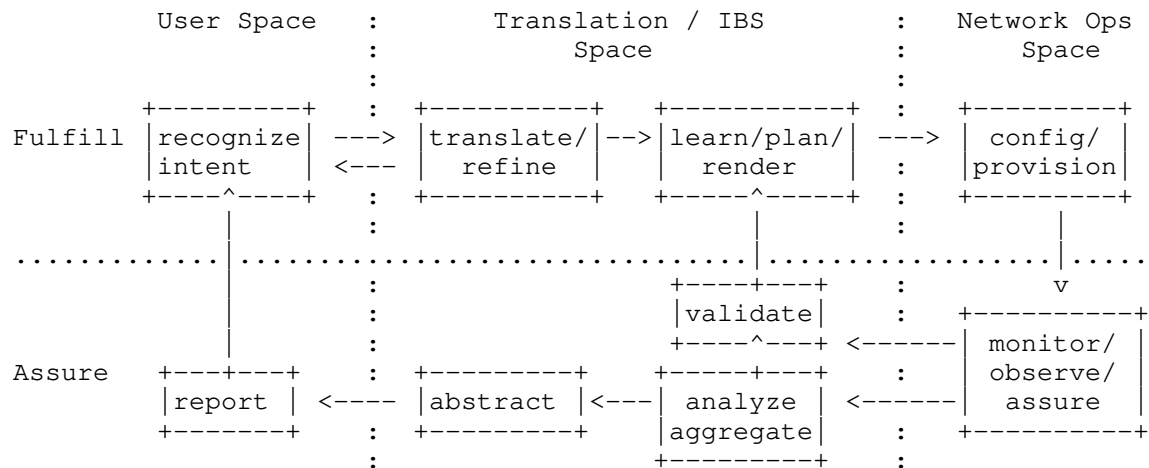 User Space : Translation / IBS : Network Ops
: Space : Space
: :
+---------+ : +----------+ +-----------+ : +---------+
Fulfill |recognize| ---> |translate/| -->|learn/plan/| ---> | config/ |
|intent | <--- | refine | | render | : |provision|
+----^----+ : +----------+ +-----^-----+ : +---------+
| : | : |
.............|................................|...................|.....
| : +----+---+ : v
| : |validate| : +----------+
| : +----^---+ <------| monitor/ |
Assure +---+---+ : +---------+ +-----+---+ : | observe/ |
|report | <---- |abstract |<---| analyze | <------| assure |
+-------+ : +---------+ |aggregate| : +----------+
: +---------+ :